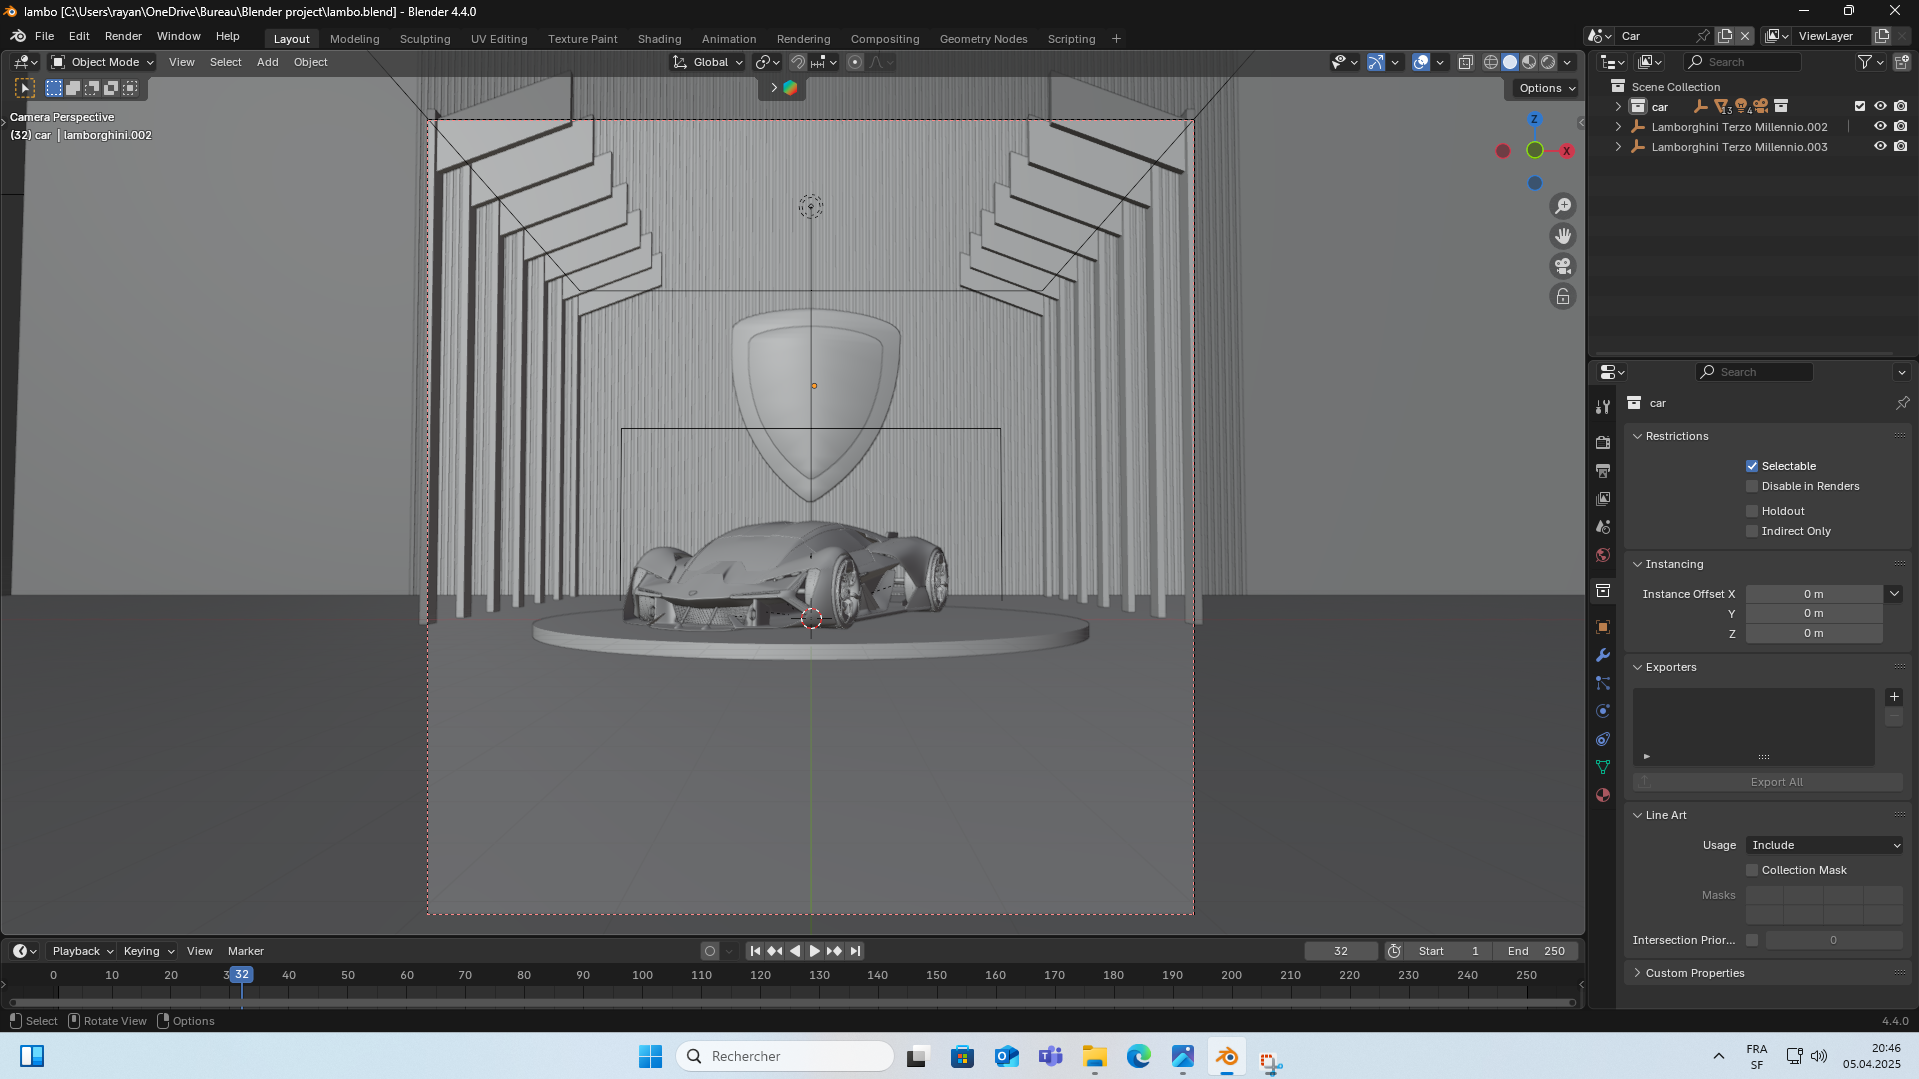 lambo [C:\Users\rayan\OneDrive\Bureau\Blender project\lambo.blend] - Blender 4.4.0
File Edit Render Window Help
Layout Modeling Sculpting UV Editing Texture Paint Shading Animation Rendering Compositing Geometry Nodes Scripting +
Car
ViewLayer
Object Mode View Select Add Object
Global
Search
Options
Scene Collection
Camera Perspective
(32) car | lamborghini.002
car
13
4
Lamborghini Terzo Millennio.002
Lamborghini Terzo Millennio.003
Z
X
Search
car
Restrictions
Selectable
Disable in Renders
Holdout
Indirect Only
Instancing
Instance Offset X 0 m
Y 0 m
Z 0 m
Exporters
Export All
Line Art
Usage Include
Collection Mask
Masks
Intersection Prior... 0
Custom Properties
Playback Keying View Marker
32
Start 1
End 250
0 10 20 3 32 40 50 60 70 80 90 100 110 120 130 140 150 160 170 180 190 200 210 220 230 240 250
Select Rotate View Options
4.4.0
Rechercher
FRA
SF
20:46
05.04.2025